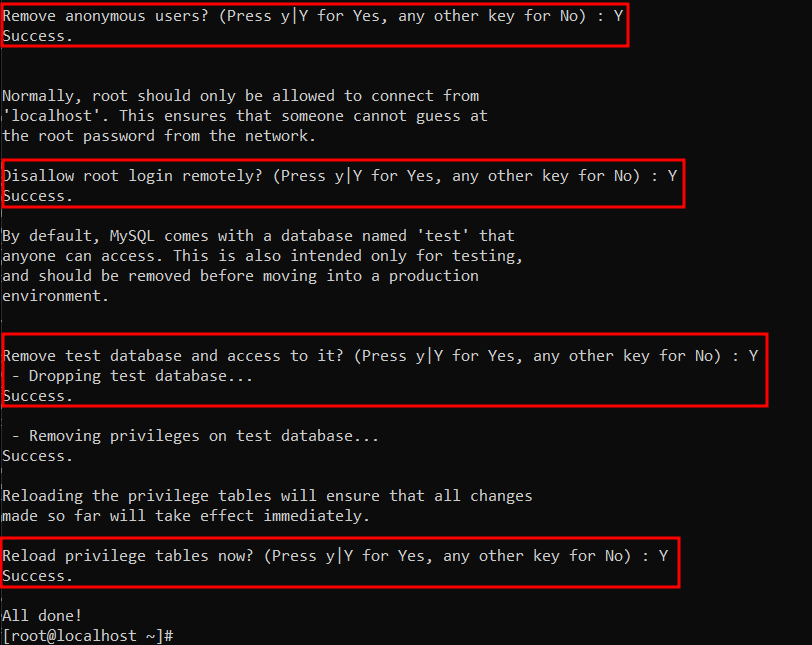 Remove anonymous users? (Press y|Y for Yes, any other key for No) : Y
Success.
Normally, root should only be allowed to connect from
'localhost'. This ensures that someone cannot guess at
the root password from the network.
Disallow root login remotely? (Press y|Y for Yes, any other key for No) : Y
Success.
By default, MySQL comes with a database named 'test' that
anyone can access. This is also intended only for testing,
and should be removed before moving into a production
environment.
Remove test database and access to it? (Press y|Y for Yes, any other key for No) : Y
 - Dropping test database...
Success.
 - Removing privileges on test database...
Success.
Reloading the privilege tables will ensure that all changes
made so far will take effect immediately.
Reload privilege tables now? (Press y|Y for Yes, any other key for No) : Y
Success.
All done!
[root@localhost ~]#